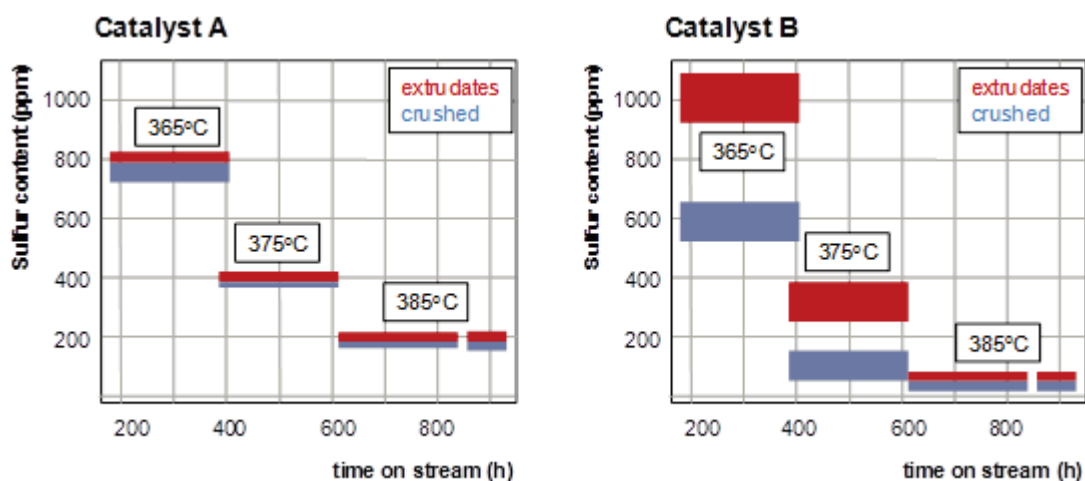 Catalyst A
Sulfur content (ppm)
1000
800
600
400
200
extrudates
crushed
365°C
375°C
385°C
200 400 600 800
time on stream (h)
Catalyst B
Sulfur content (ppm)
1000
800
600
400
200
extrudates
crushed
365°C
375°C
385°C
200 400 600 800
time on stream (h)